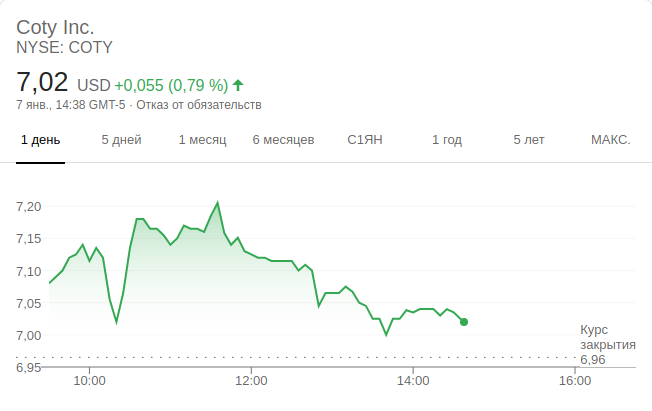 Coty Inc.
NYSE: COTY
7,02 USD +0,055 (0,79 %)
7 янв., 14:38 GMT-5 · Отказ от обязательств
1 день 5 дней 1 месяц 6 месяцев С1ЯН 1 год 5 лет МАКС.
7,20
7,15
7,10
7,05
7,00
6,95
Курс
закрытия
6,96
10:00 12:00 14:00 16:00